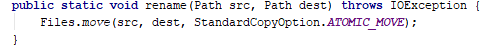 public static void rename(Path src, Path dest) throws IOException {
    Files.move(src, dest, StandardCopyOption.ATOMIC_MOVE);
}